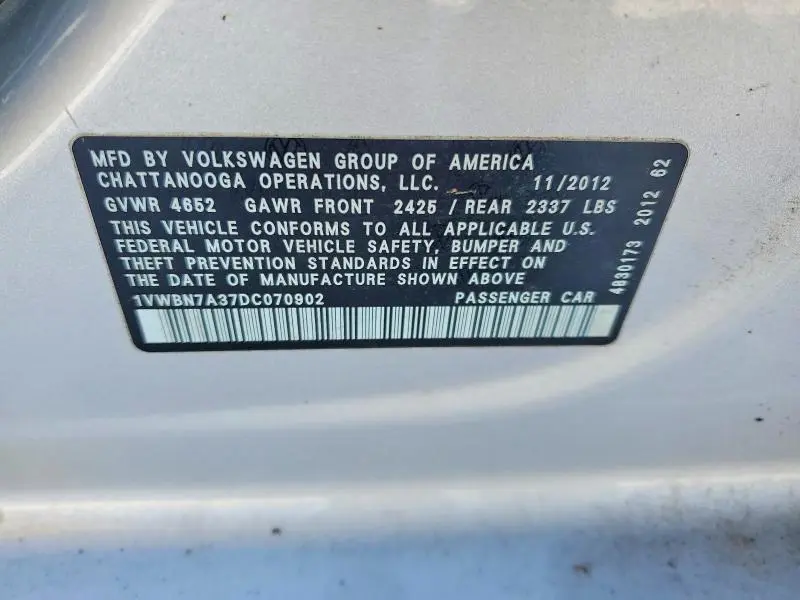 MFD BY VOLKSWAGEN GROUP OF AMERICA
CHATTANOOGA OPERATIONS, LLC. 11/2012
GVWR 4652 GAWR FRONT 2425 / REAR 2337 LBS
THIS VEHICLE CONFORMS TO ALL APPLICABLE U.S.
FEDERAL MOTOR VEHICLE SAFETY, BUMPER AND
THEFT PREVENTION STANDARDS IN EFFECT ON
THE DATE OF MANUFACTURE SHOWN ABOVE
1VWBN7A37DC070902 PASSENGER CAR
4830173 2012 62